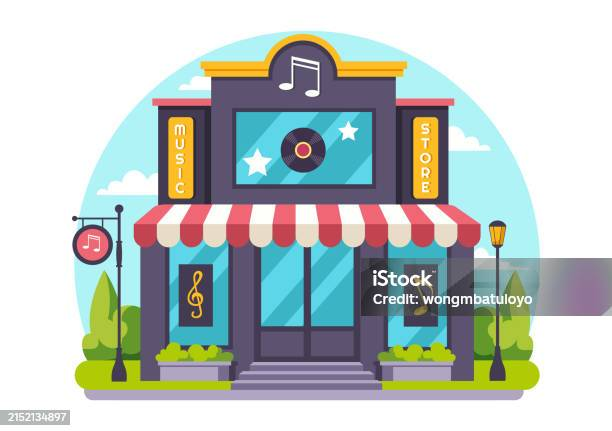 MUSIC
STORE
iStock
Credit: wongmbatuloyo
2152134897